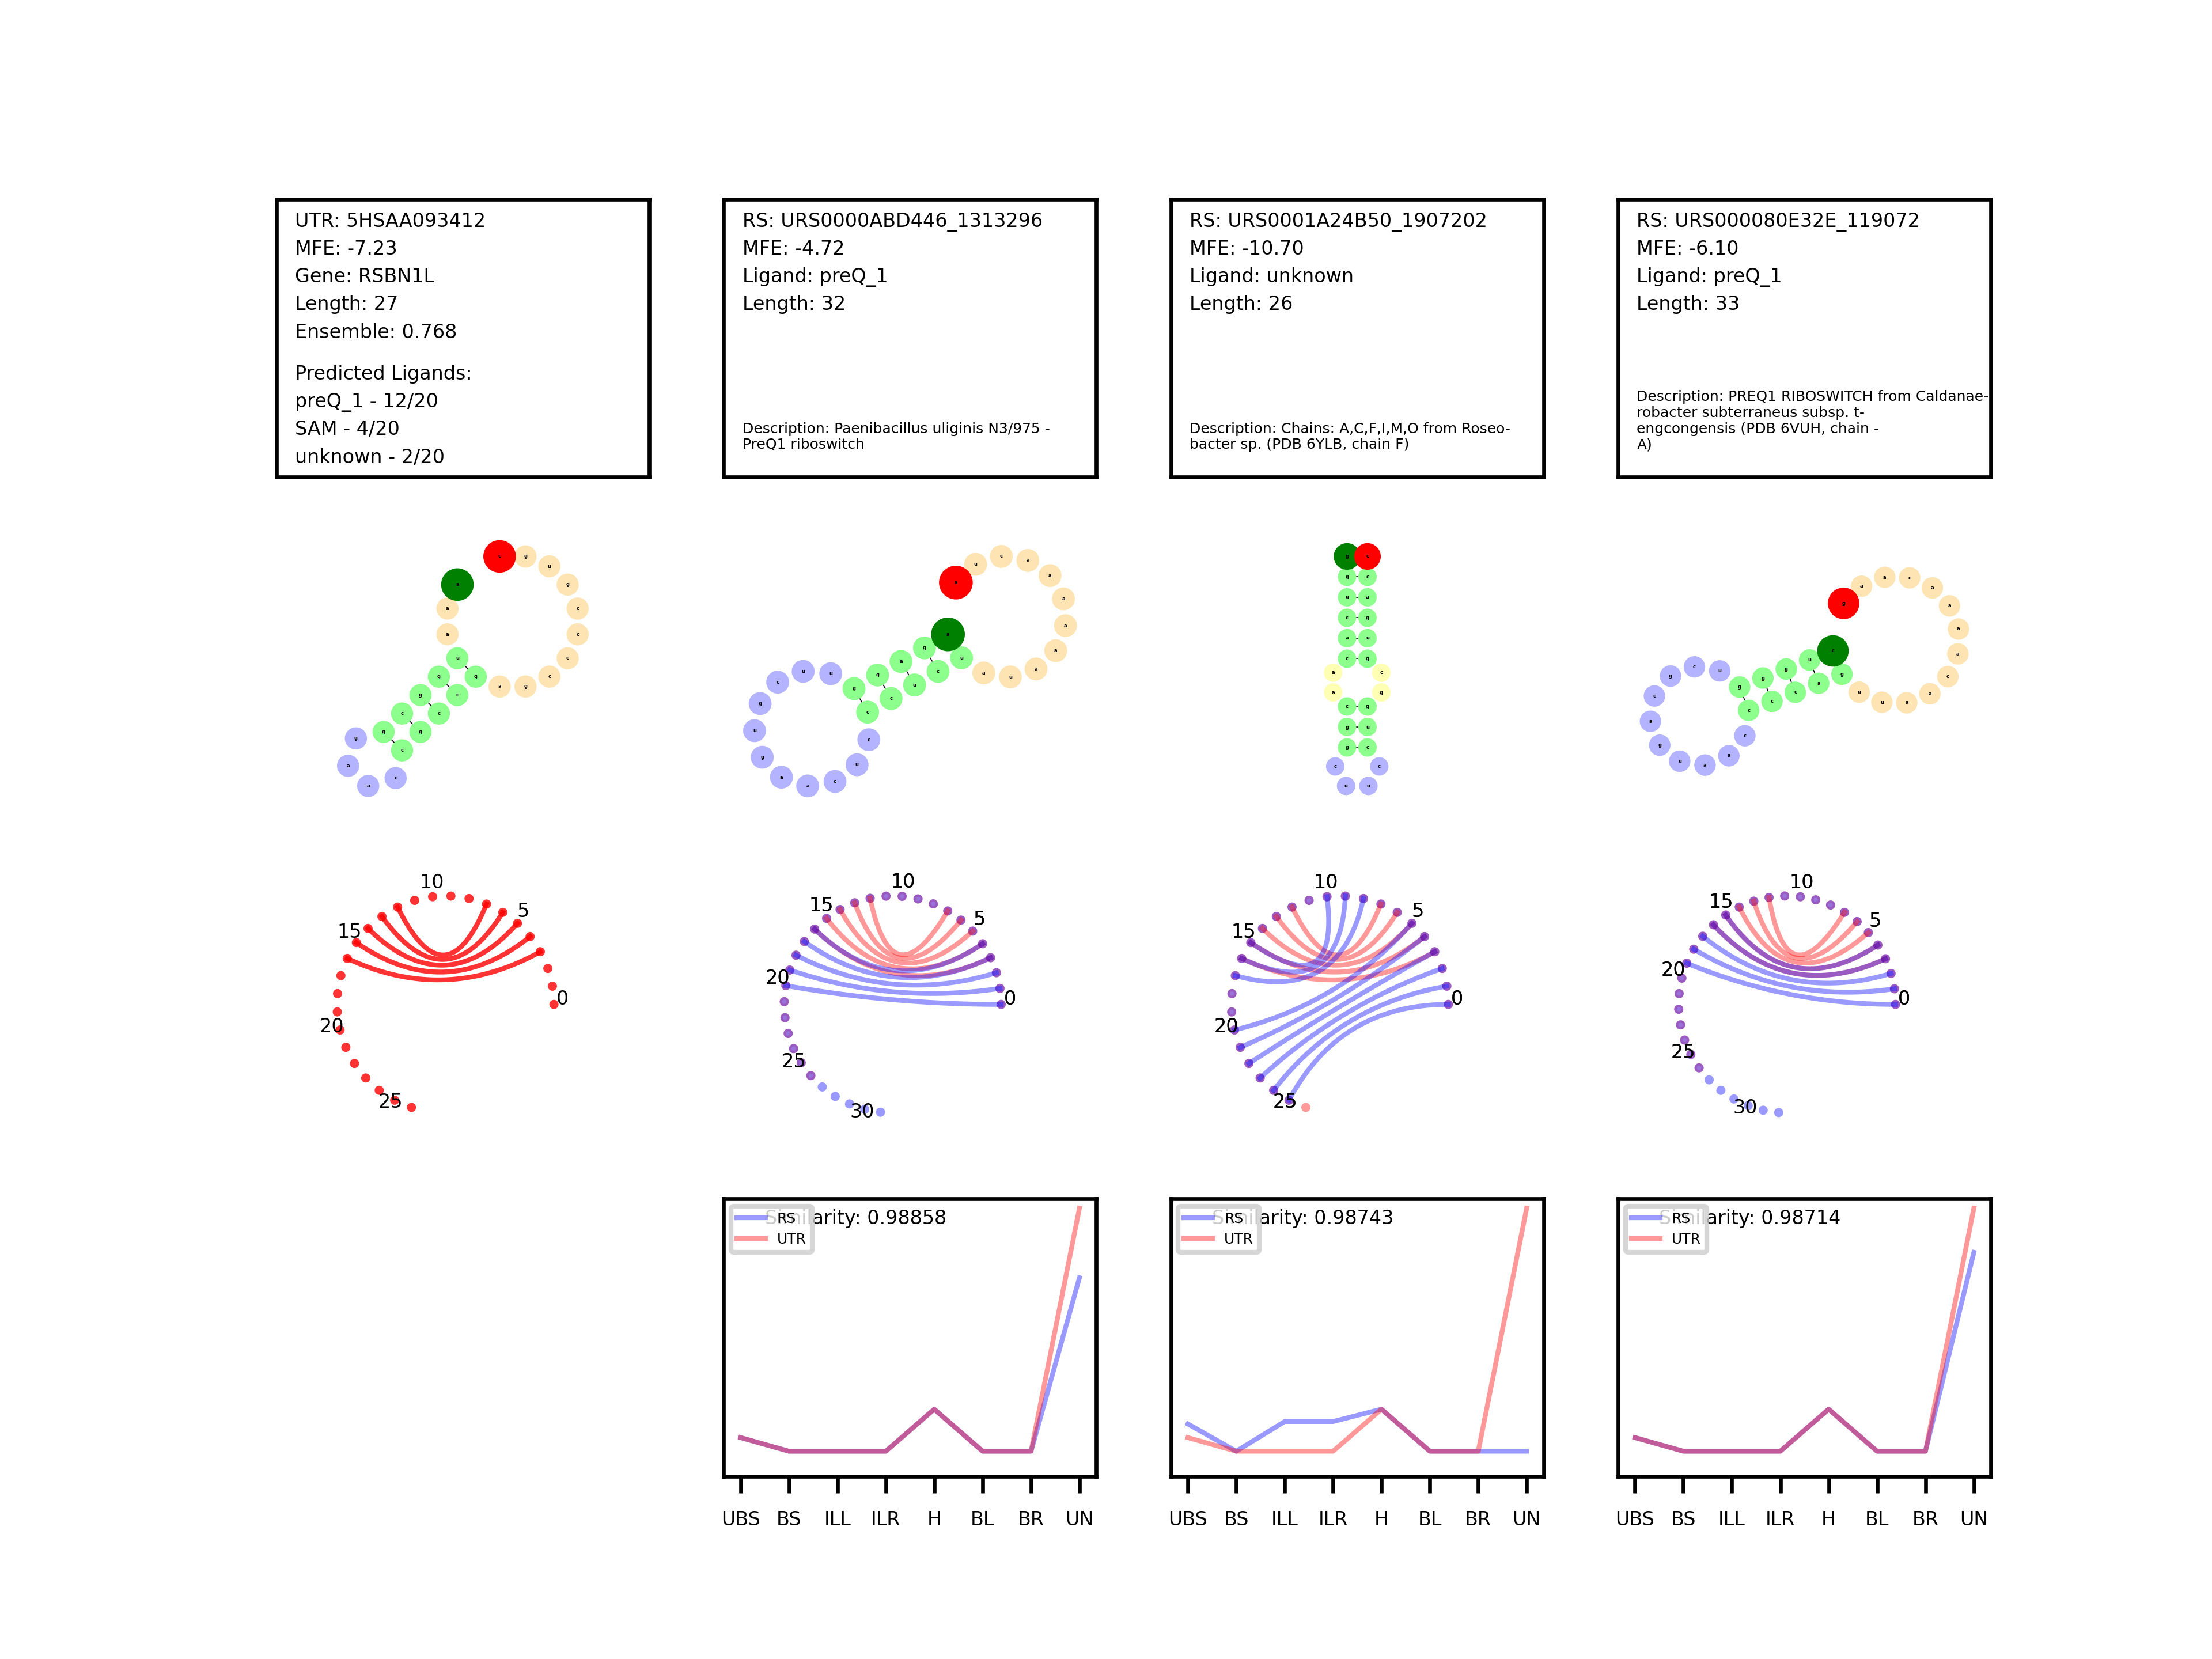 UTR: 5HSAA093412
MFE: -7.23
Gene: RSBN1L
Length: 27
Ensemble: 0.768
Predicted Ligands:
preQ_1 - 12/20
SAM - 4/20
unknown - 2/20
RS: URS0000ABD446_1313296
MFE: -4.72
Ligand: preQ_1
Length: 32
Description: Paenibacillus uliginis N3/975 -
PreQ1 riboswitch
RS: URS0001A24B50_1907202
MFE: -10.70
Ligand: unknown
Length: 26
Description: Chains: A,C,F,I,M,O from Roseo-
bacter sp. (PDB 6YLB, chain F)
RS: URS000080E32E_119072
MFE: -6.10
Ligand: preQ_1
Length: 33
Description: PREQ1 RIBOSWITCH from Caldanae-
robacter subterraneus subsp. t-
engcongensis (PDB 6VUH, chain -
A)
10
5
15
0
20
25
10
15
5
20
0
25
30
10
5
15
0
20
25
10
15
5
20
0
25
30
Similarity: 0.98858
RS
UTR
UBS BS ILL ILR H BL BR UN
Similarity: 0.98743
RS
UTR
UBS BS ILL ILR H BL BR UN
Similarity: 0.98714
RS
UTR
UBS BS ILL ILR H BL BR UN